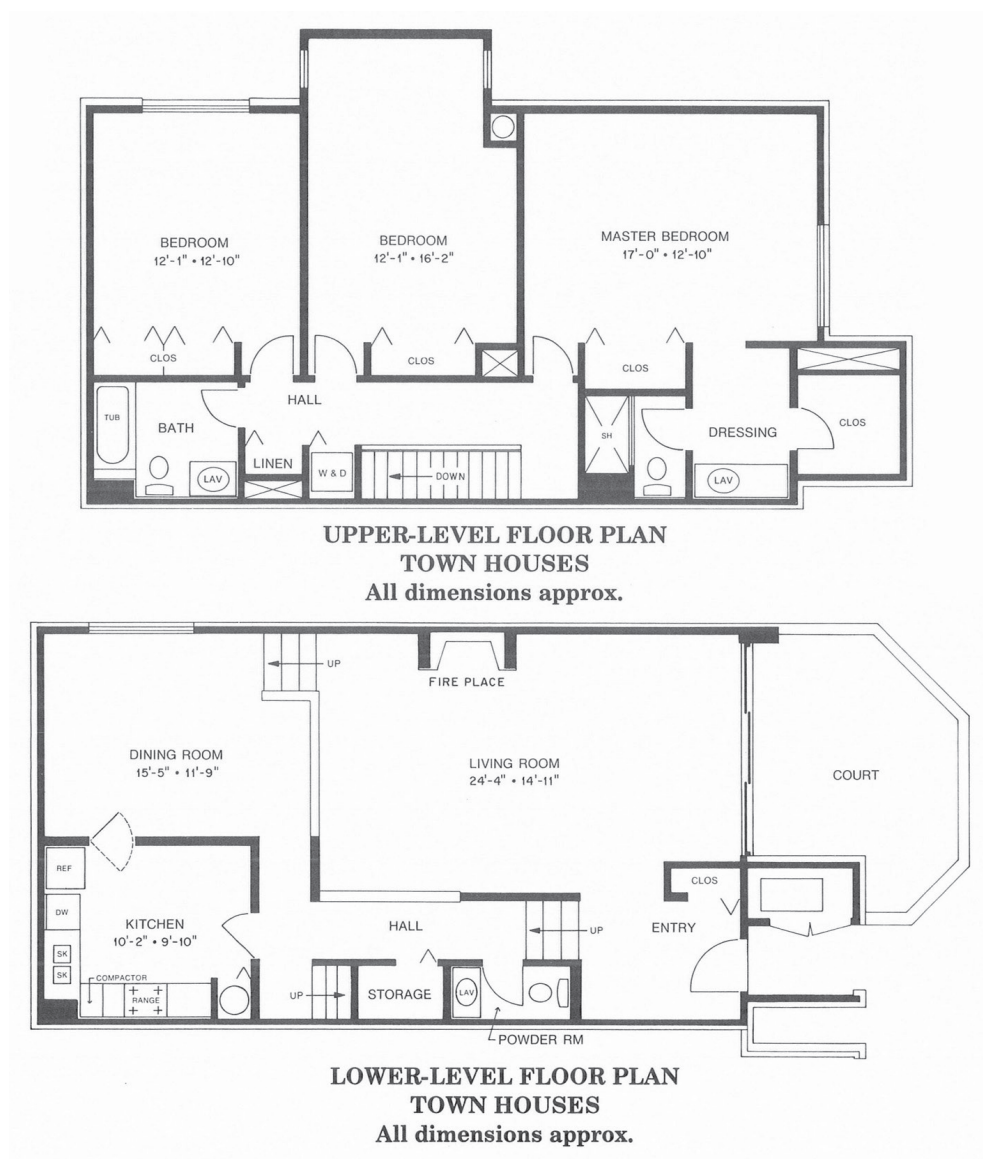 BEDROOM
12'-1" • 12'-10"
BEDROOM
12'-1" • 16'-2"
MASTER BEDROOM
17'-0" • 12'-10"
CLOS
CLOS
CLOS
TUB
BATH
LAV
HALL
LINEN
W & D
DOWN
SH
DRESSING
LAV
CLOS
UPPER-LEVEL FLOOR PLAN
TOWN HOUSES
All dimensions approx.
UP
FIRE PLACE
DINING ROOM
15'-5" • 11'-9"
LIVING ROOM
24'-4" • 14'-11"
COURT
REF
DW
SK
SK
KITCHEN
10'-2" • 9'-10"
COMPACTOR
RANGE
HALL
UP
CLOS
ENTRY
UP
STORAGE
LAV
POWDER RM
LOWER-LEVEL FLOOR PLAN
TOWN HOUSES
All dimensions approx.